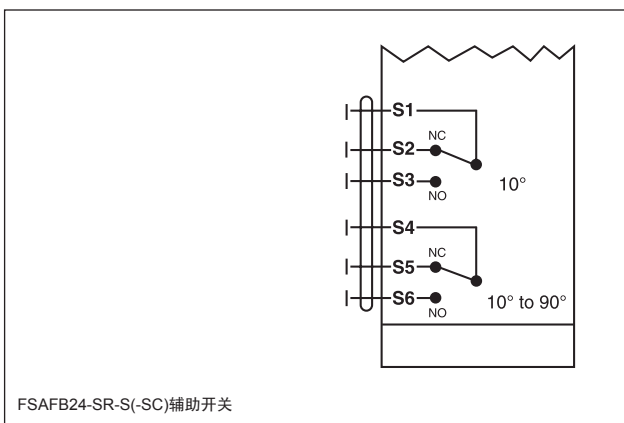 S1
NC
S2
S3
NO
10°
S4
NC
S5
S6
NO
10° to 90°
FSAFB24-SR-S(-SC)辅助开关